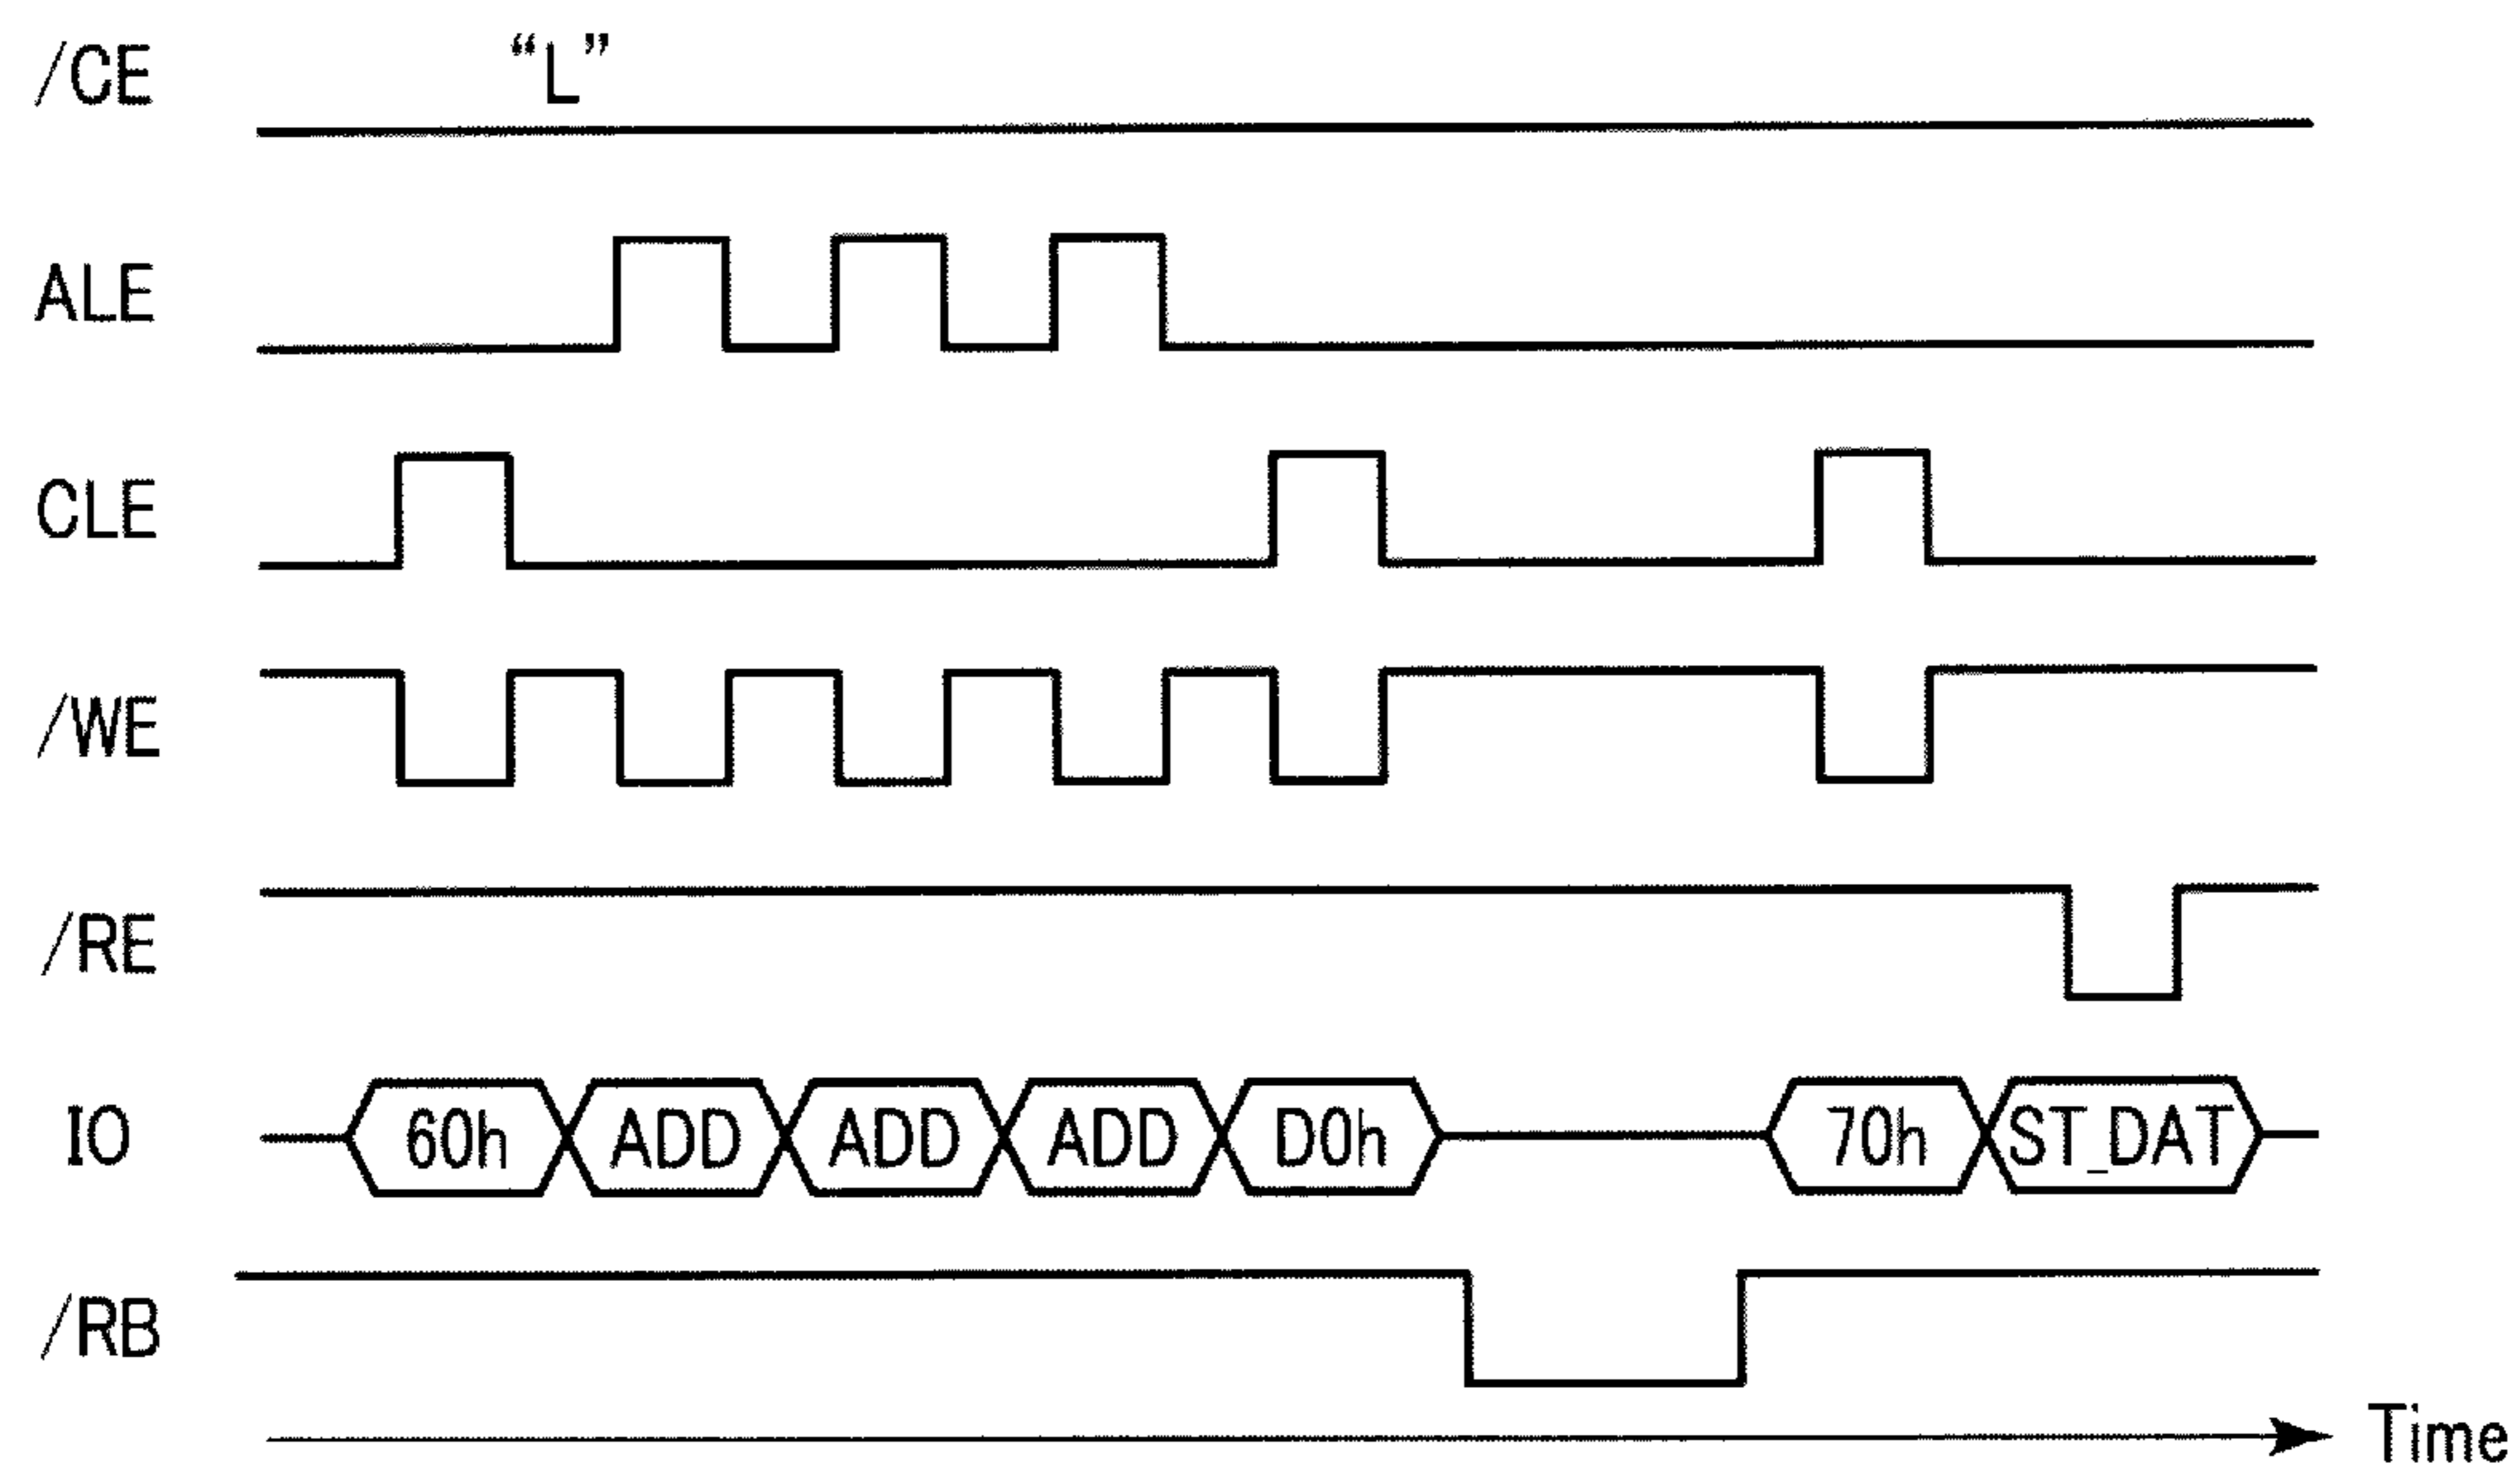 /CE “L”
ALE
CLE
/WE
/RE
IO 60h ADD ADD ADD D0h 70h ST_DAT
/RB
Time